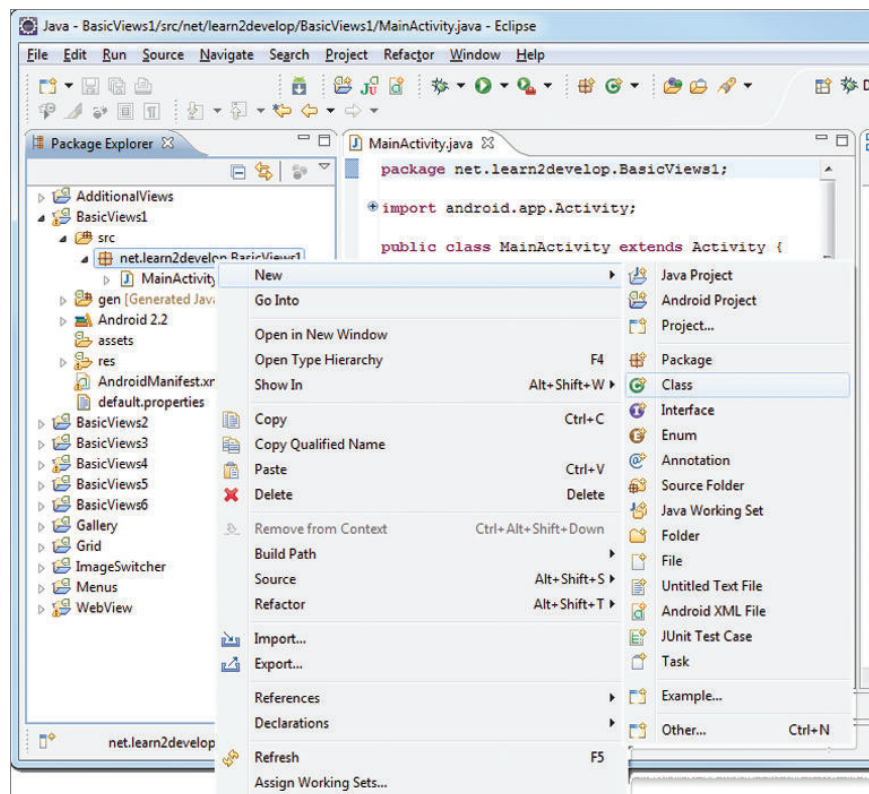 Java - BasicViews1/src/net/learn2develop/BasicViews1/MainActivity.java - Eclipse
File Edit Run Source Navigate Search Project Refactor Window Help
Package Explorer
AdditionalViews
BasicViews1
src
net.learn2develop.BasicViews1
MainActivity
gen [Generated Java
Android 2.2
assets
res
AndroidManifest.xm
default.properties
BasicViews2
BasicViews3
BasicViews4
BasicViews5
BasicViews6
Gallery
Grid
ImageSwitcher
Menus
WebView
net.learn2develop
MainActivity.java
package net.learn2develop.BasicViews1;
import android.app.Activity;
public class MainActivity extends Activity {
New
Go Into
Open in New Window
Open Type Hierarchy F4
Show In Alt+Shift+W
Copy Ctrl+C
Copy Qualified Name
Paste Ctrl+V
Delete Delete
Remove from Context Ctrl+Alt+Shift+Down
Build Path
Source Alt+Shift+S
Refactor Alt+Shift+T
Import...
Export...
References
Declarations
Refresh F5
Assign Working Sets...
Java Project
Android Project
Project...
Package
Class
Interface
Enum
Annotation
Source Folder
Java Working Set
Folder
File
Untitled Text File
Android XML File
JUnit Test Case
Task
Example...
Other... Ctrl+N